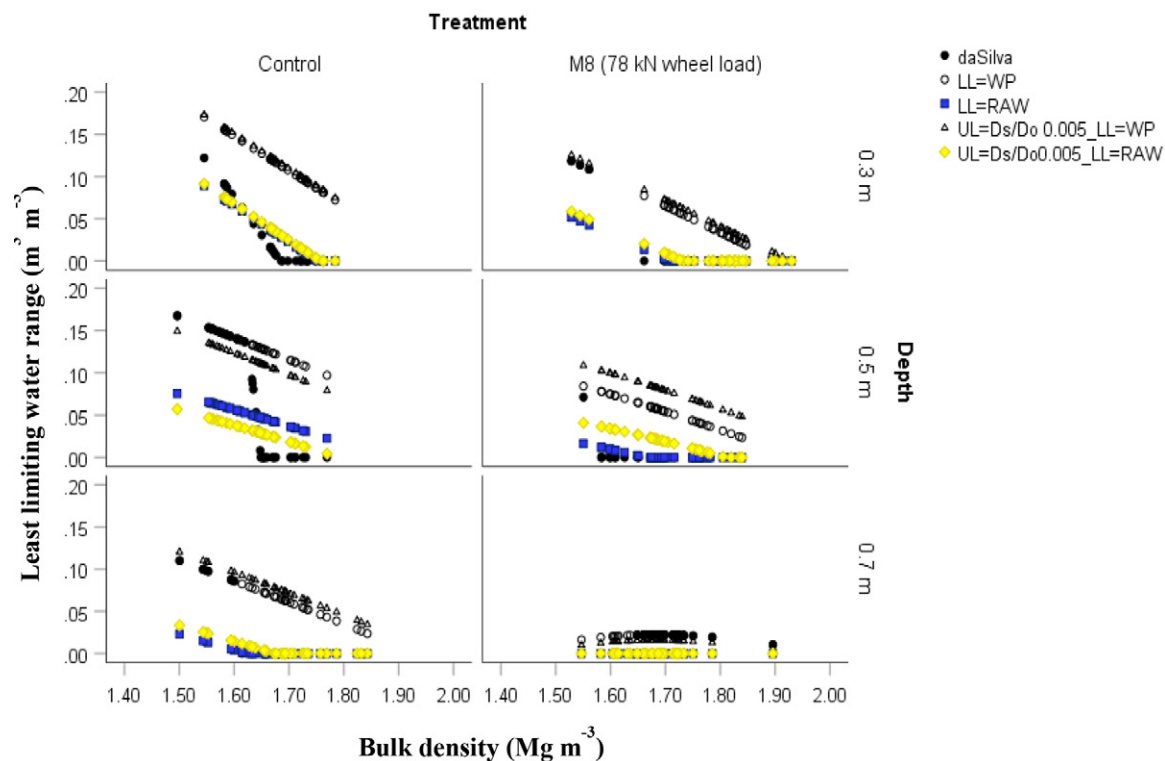 Treatment
Control
M8 (78 kN wheel load)
daSilva
LL=WP
LL=RAW
UL=Ds/Do 0.005_LL=WP
UL=Ds/Do0.005_LL=RAW
Least limiting water range (m³ m⁻³)
.20
.15
.10
.05
.00
0.3 m
.20
.15
.10
.05
.00
0.5 m
Depth
.20
.15
.10
.05
.00
0.7 m
1.40 1.50 1.60 1.70 1.80 1.90 2.00 1.40 1.50 1.60 1.70 1.80 1.90 2.00
Bulk density (Mg m⁻³)